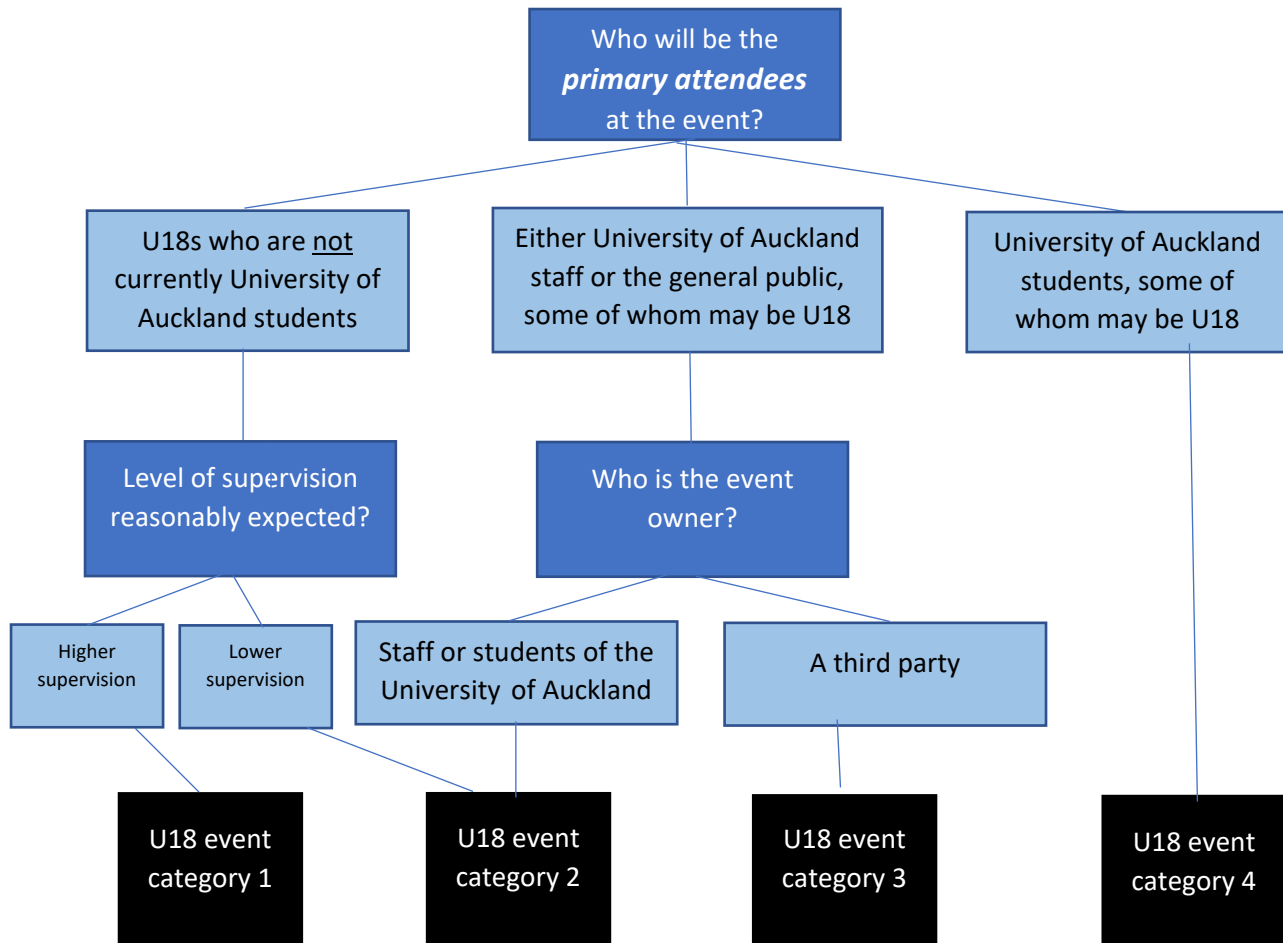 Who will be the
primary attendees
at the event?
U18s who are not
currently University of
Auckland students
Either University of Auckland
staff or the general public,
some of whom may be U18
University of Auckland
students, some of
whom may be U18
Level of supervision
reasonably expected?
Who is the event
owner?
Higher
supervision
Lower
supervision
Staff or students of the
University of Auckland
A third party
U18 event
category 1
U18 event
category 2
U18 event
category 3
U18 event
category 4